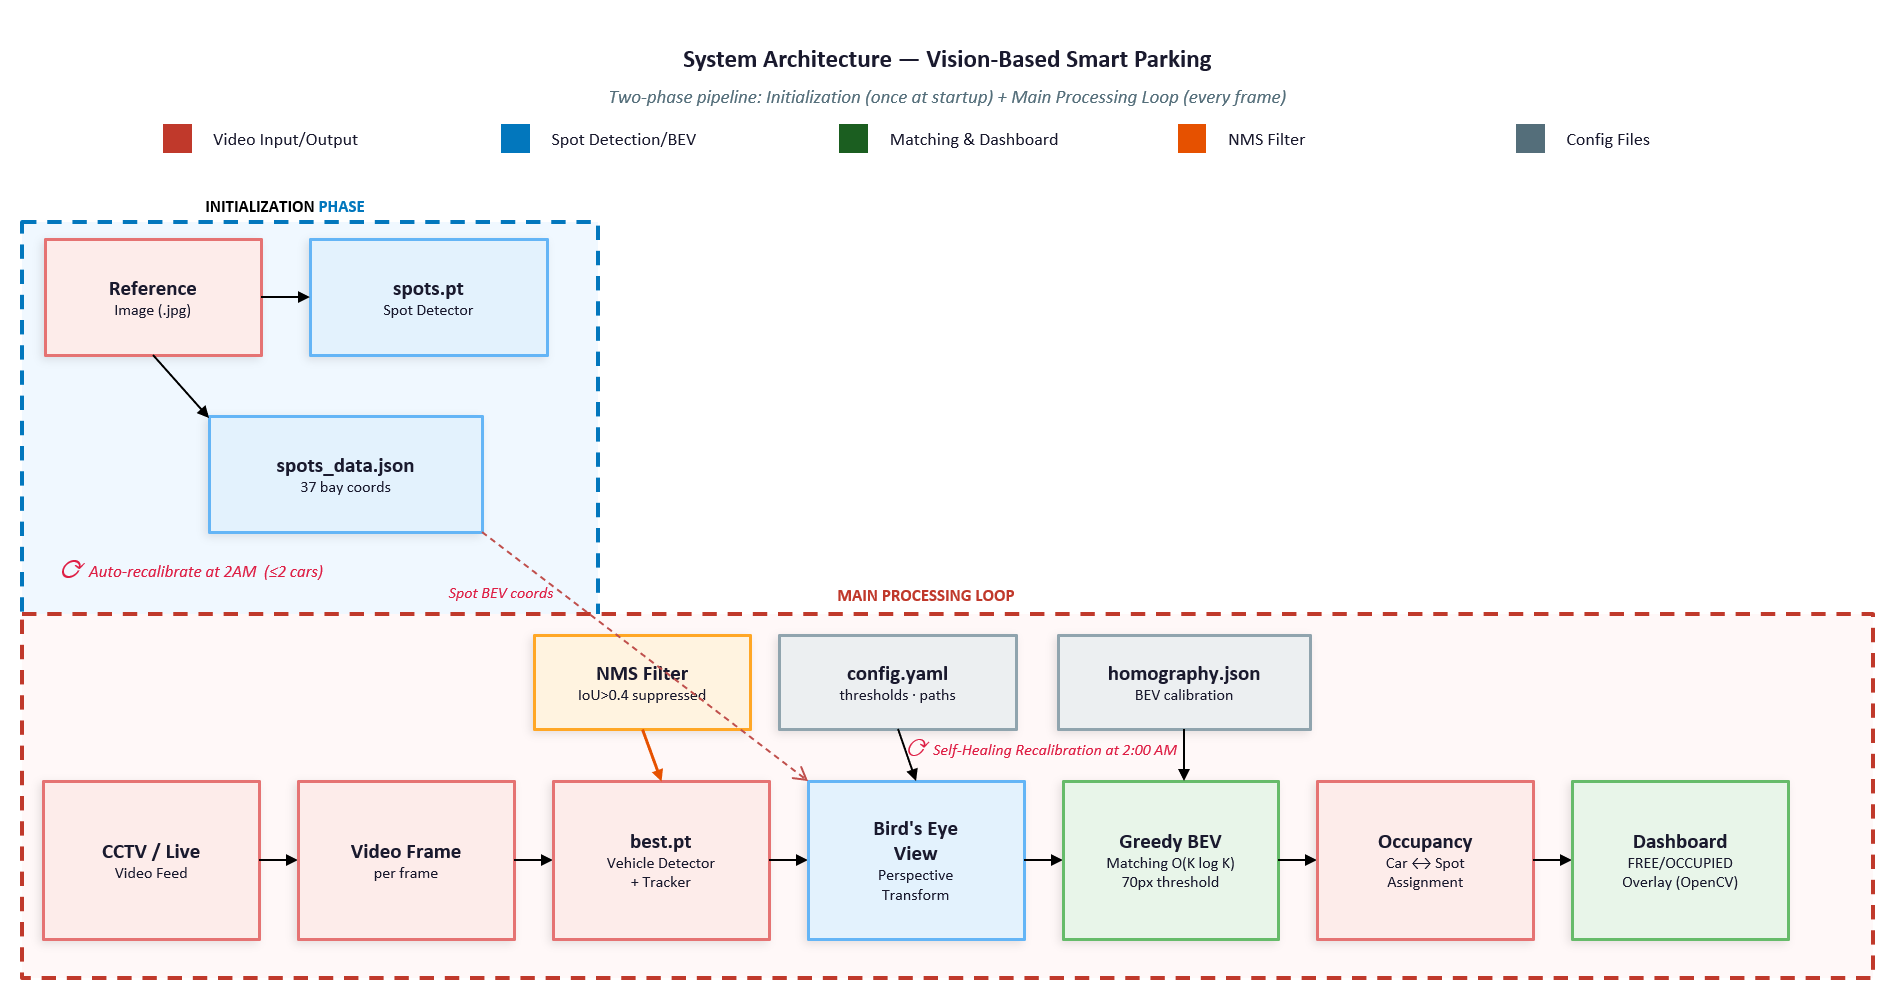 System Architecture — Vision-Based Smart Parking
Two-phase pipeline: Initialization (once at startup) + Main Processing Loop (every frame)
Video Input/Output
Spot Detection/BEV
Matching & Dashboard
NMS Filter
Config Files
INITIALIZATION PHASE
Reference
Image (.jpg)
spots.pt
Spot Detector
spots_data.json
37 bay coords
⟳ Auto-recalibrate at 2AM (≤2 cars)
Spot BEV coords
MAIN PROCESSING LOOP
NMS Filter
IoU>0.4 suppressed
config.yaml
thresholds · paths
homography.json
BEV calibration
⟳ Self-Healing Recalibration at 2:00 AM
CCTV / Live
Video Feed
Video Frame
per frame
best.pt
Vehicle Detector
+ Tracker
Bird's Eye
View
Perspective
Transform
Greedy BEV
Matching O(K log K)
70px threshold
Occupancy
Car ↔ Spot
Assignment
Dashboard
FREE/OCCUPIED
Overlay (OpenCV)